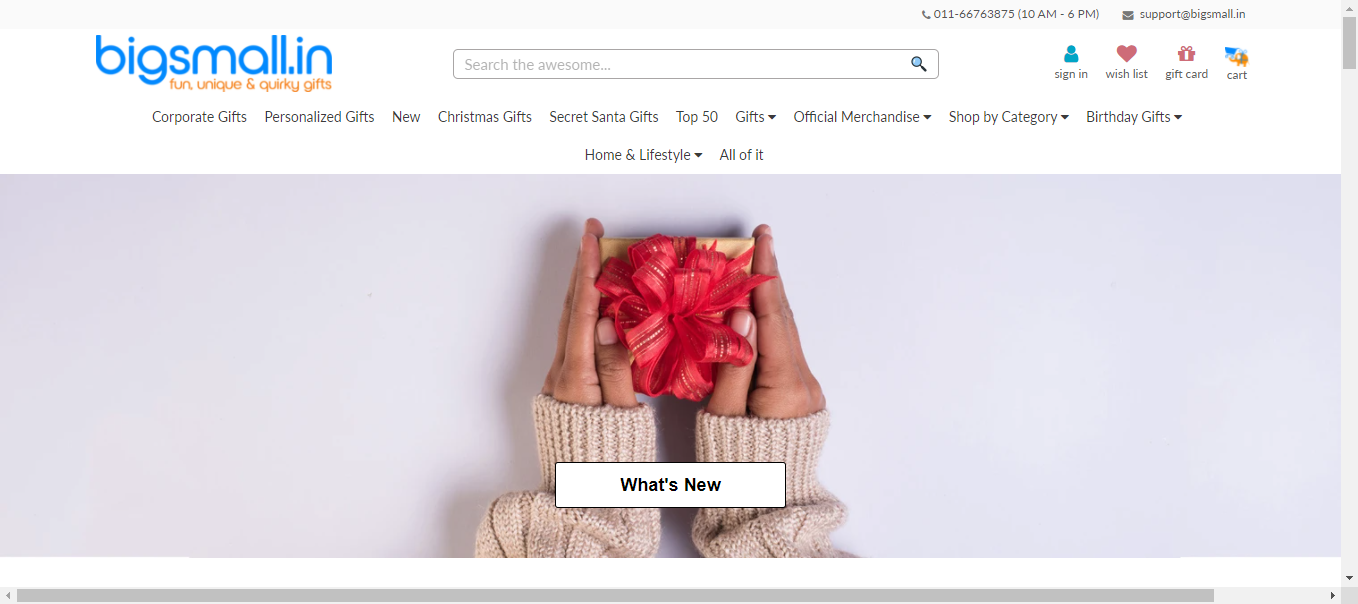 011-66763875 (10 AM - 6 PM) support@bigsmall.in
bigsmall.in
fun, unique & quirky gifts
Search the awesome...
sign in wish list gift card cart
Corporate Gifts Personalized Gifts New Christmas Gifts Secret Santa Gifts Top 50 Gifts Official Merchandise Shop by Category Birthday Gifts
Home & Lifestyle All of it
What's New